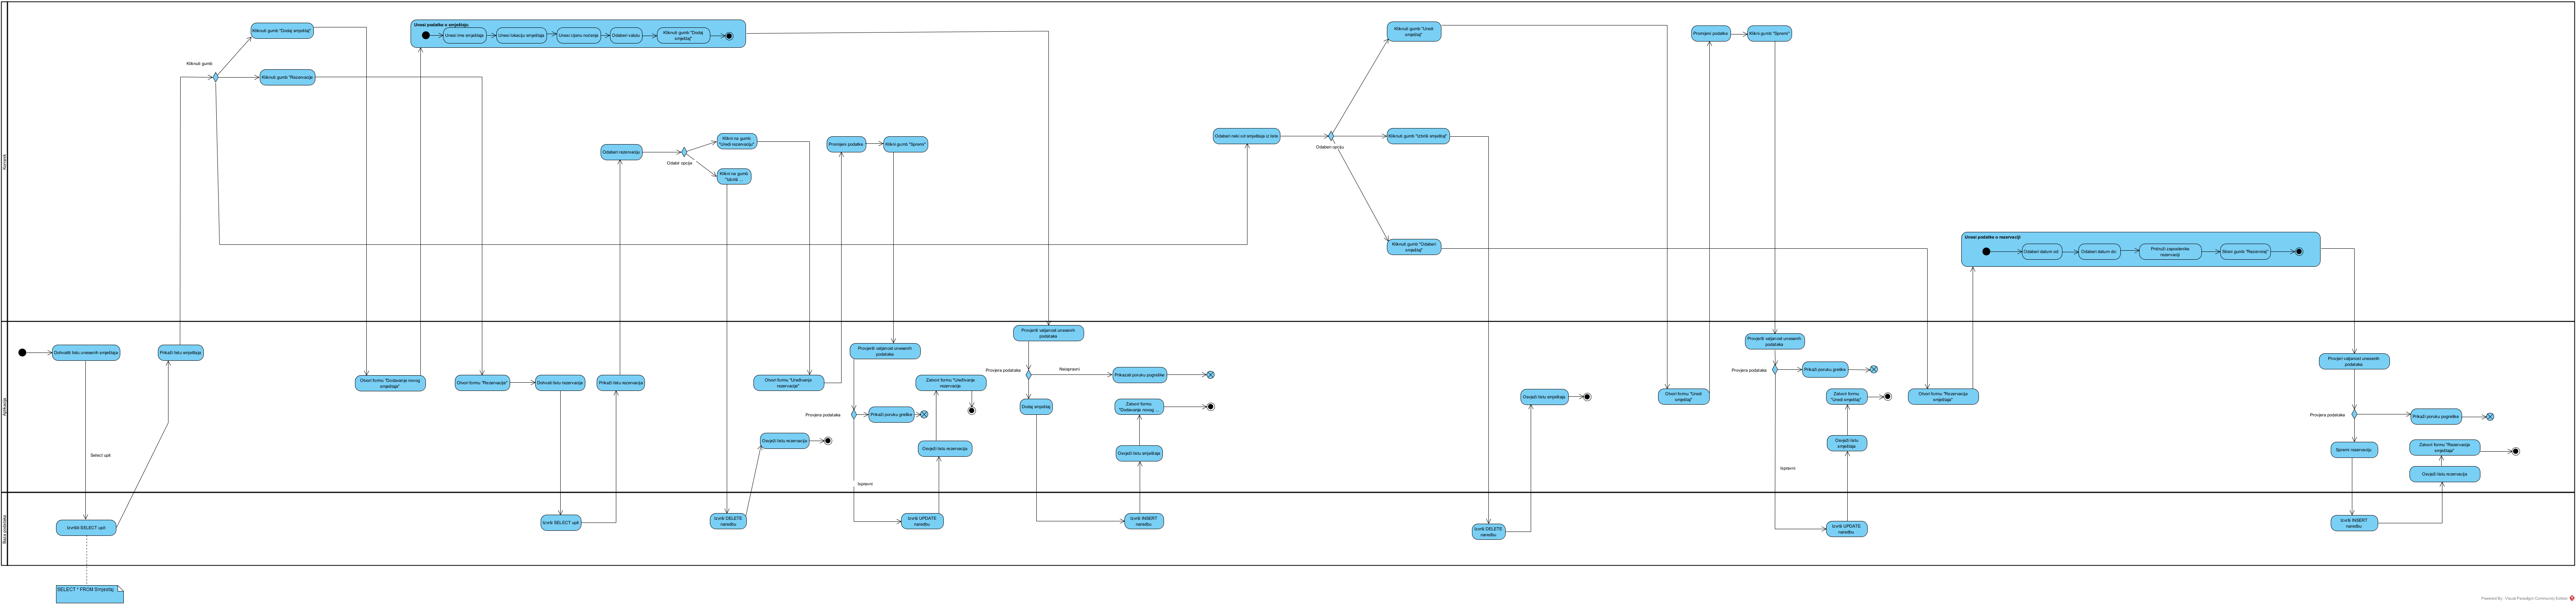 Kliknuti gumb "Dodaj smještaj"
Kliknuti gumb
Kliknuti gumb "Rezervacije
Unesi podatke o smještaju
Unesi ime smještaja
Unesi lokaciju smještaja
Unesi cijenu noćenja
Odaberi valutu
Kliknuti gumb "Dodaj
smještaj"
Kliknuti gumb "Uredi
smještaj"
Promijeni podatke
Klikni gumb "Spremi"
Korisnik
Odaberi rezervaciju
Odabir opcije
Klikni na gumb
"Uredi rezervaciju"
Klikni na gumb
"Izbriši ...
Promijeni podatke
Klikni gumb "Spremi"
Odaberi neki od smještaja iz liste
Odaberi opciju
Kliknuti gumb "Izbriši smještaj"
Kliknuti gumb "Odaberi
smještaj"
Unesi podatke o rezervaciji
Odaberi datum od:
Odaberi datum do:
Pridruži zaposlenike
rezervaciji
Stisni gumb "Rezerviraj"
Aplikacija
Dohvatiti listu unesenih smještaja
Prikaži listu smještaja
Select upit
Otvori formu "Dodavanje novog
smještaja"
Otvori formu "Rezervacije"
Dohvati listu rezervacija
Prikaži listu rezervacija
Otvori formu "Uređivanje
rezervacije"
Osvježi listu rezervacija
Provjeriti valjanost unesenih
podataka
Provjera podataka
Prikaži poruku greške
Ispravni
Zatvori formu "Uređivanje
rezervacije
Osvježi listu rezervacija
Provjeriti valjanost unesenih
podataka
Provjera podataka
Neispravni
Prikazati poruku pogreške
Dodaj smještaj
Zatvori formu
"Dodavanje novog ...
Osvježi listu smještaja
Osvježi listu smještaja
Otvori formu "Uredi
smještaj"
Provjeriti valjanost unesenih
podataka
Provjera podataka
Prikaži poruku greške
Zatvori formu
"Uredi smještaj"
Osvježi listu
smještaja
Ispravni
Otvori formu "Rezervacija
smještaja"
Provjeri valjanost unesenih
podataka
Provjera podataka
Prikaži poruku pogreške
Spremi rezervaciju
Zatvori formu "Rezervacije
smještaja"
Osvježi listu rezervacija
Baza podataka
Izvršiti SELECT upit
Izvrši SELECT upit
Izvrši DELETE
naredbu
Izvrši UPDATE
naredbu
Izvrši INSERT
naredbu
Izvrši DELETE
naredbu
Izvrši UPDATE
naredbu
Izvrši INSERT
naredbu
SELECT * FROM Smjestaj
Powered By: Visual Paradigm Community Edition